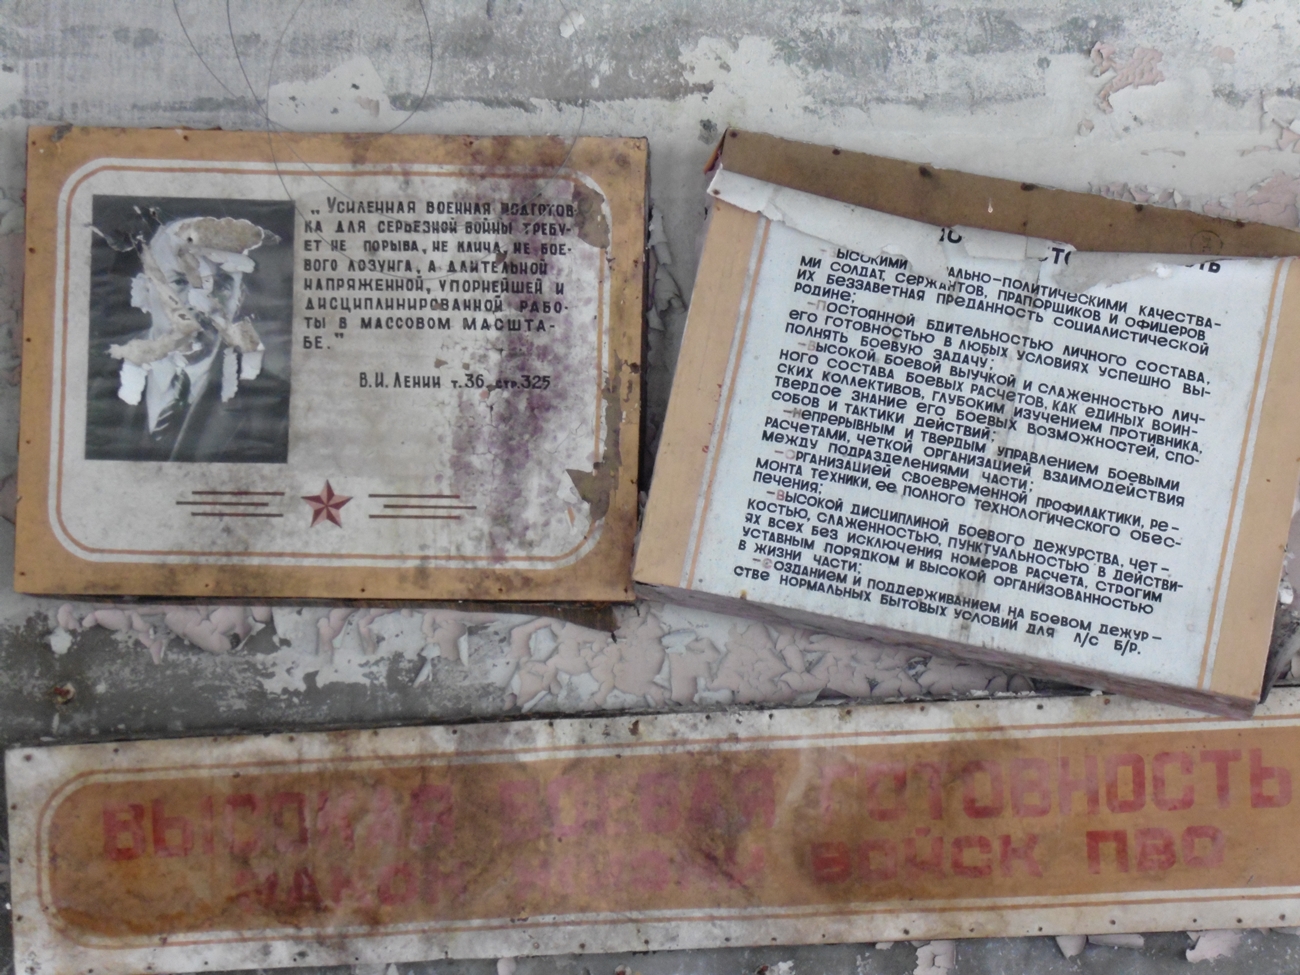 „Усиленная военная подготов-
ка для серьезной войны требу-
ет не порыва, не клича, не бое-
вого лозунга, а длительной
напряженной, упорнейшей и
дисциплинированной рабо-
ты в массовом масшта-
бе."
В.И. Ленин т. 36 стр. 325
высокими -политическими качества-
ми солдат, сержантов, прапорщиков и офицеров
их беззаветная преданность социалистической
родине;
-постоянной бдительностью личного состава,
его готовностью в любых условиях успешно вы-
полнять боевую задачу;
-высокой боевой выучкой и слаженностью лич-
ного состава боевых расчетов, как единых воин-
ских коллективов, глубоким изучением противника,
твердое знание его боевых возможностей, спо-
собов и тактики действий;
-непрерывным и твердым управлением боевыми
расчетами, четкой организацией взаимодействия
между подразделениями части;
-организацией своевременной профилактики, ре-
монта техники, ее полного технологического обес-
печения;
-высокой дисциплиной боевого дежурства, чет-
костью, слаженностью, пунктуальностью в действи-
ях всех без исключения номеров расчета, строгим
уставным порядком и высокой организованностью
в жизни части;
-созданием и поддерживанием на боевом дежур-
стве нормальных бытовых условий для л/с б/р.
ВЫСОКАЯ БОЕВАЯ ГОТОВНОСТЬ
ЗАКОН ЖИЗНИ ВОЙСК ПВО